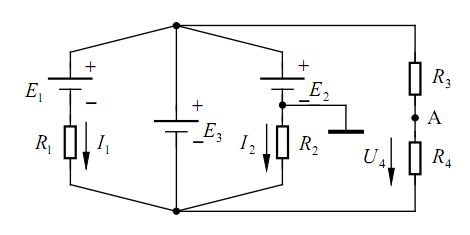 + +
E₁ − + −E₂ R₃
−E₃ A
R₁ I₁ I₂ R₂ U₄ R₄